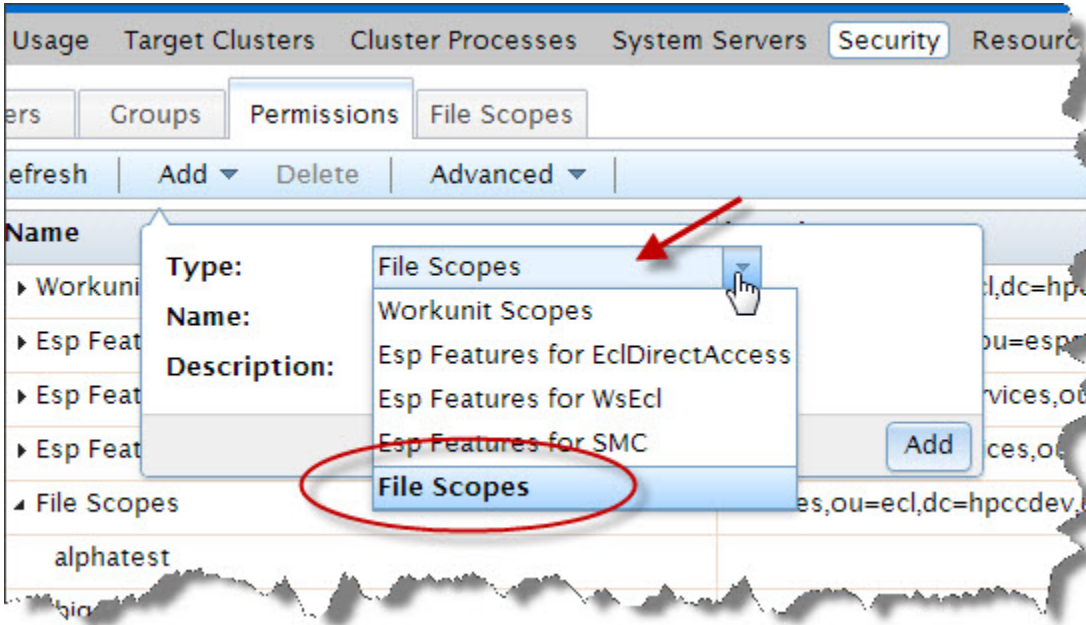 Usage Target Clusters Cluster Processes System Servers Security
Groups Permissions File Scopes
Add Delete Advanced
Name
Type: File Scopes
Name:
Description:
Workunit Scopes
Esp Features for EclDirectAccess
Esp Features for WsEcl
Esp Features for SMC
File Scopes
Add
File Scopes
alphatest